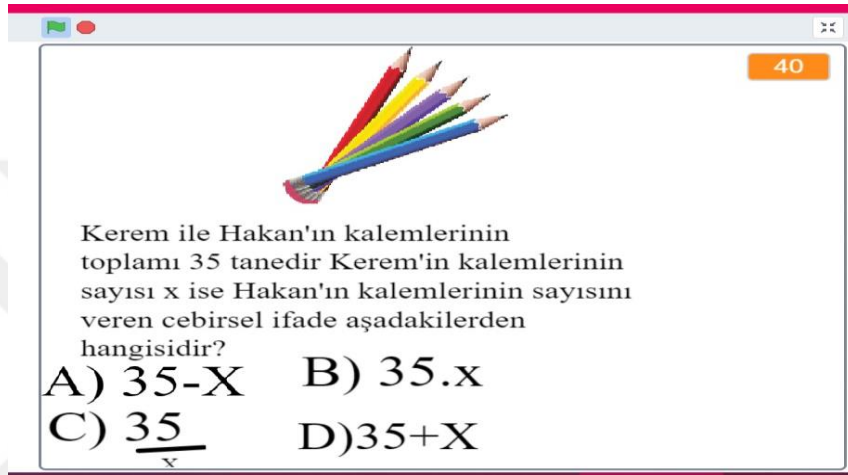 40
Kerem ile Hakan'ın kalemlerinin
toplamı 35 tanedir Kerem'in kalemlerinin
sayısı x ise Hakan'ın kalemlerinin sayısını
veren cebirsel ifade aşadakilerden
hangisidir?
A) 35-X B) 35.x
C) 35 D)35+X
x